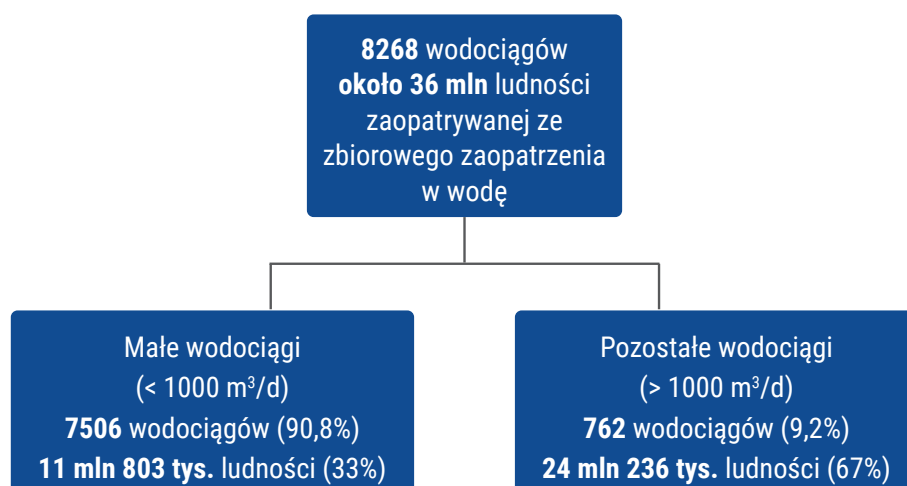 8268 wodociągów
około 36 mln ludności
zaopatrywanej ze
zbiorowego zaopatrzenia
w wodę
Małe wodociągi
(< 1000 m³/d)
7506 wodociągów (90,8%)
11 mln 803 tys. ludności (33%)
Pozostałe wodociągi
(> 1000 m³/d)
762 wodociągów (9,2%)
24 mln 236 tys. ludności (67%)